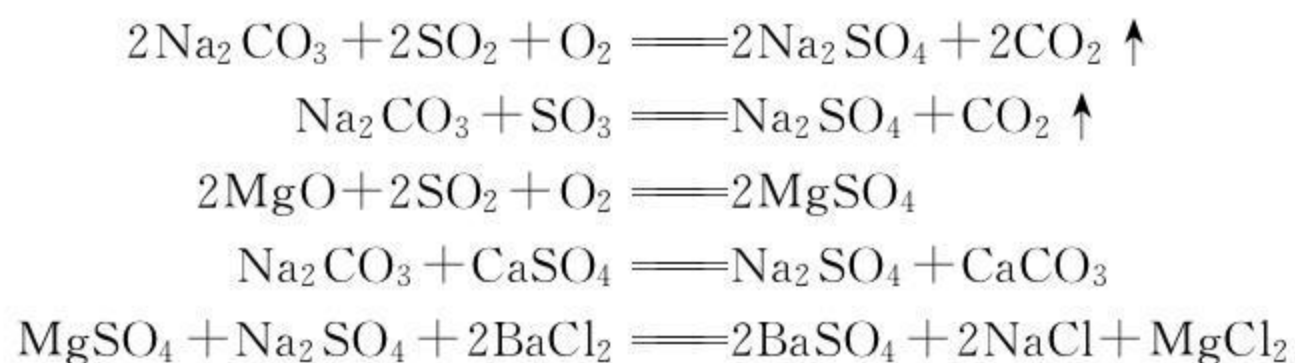 2Na₂CO₃+2SO₂+O₂══2Na₂SO₄+2CO₂↑
Na₂CO₃+SO₃══Na₂SO₄+CO₂↑
2MgO+2SO₂+O₂══2MgSO₄
Na₂CO₃+CaSO₄══Na₂SO₄+CaCO₃
MgSO₄+Na₂SO₄+2BaCl₂══2BaSO₄+2NaCl+MgCl₂